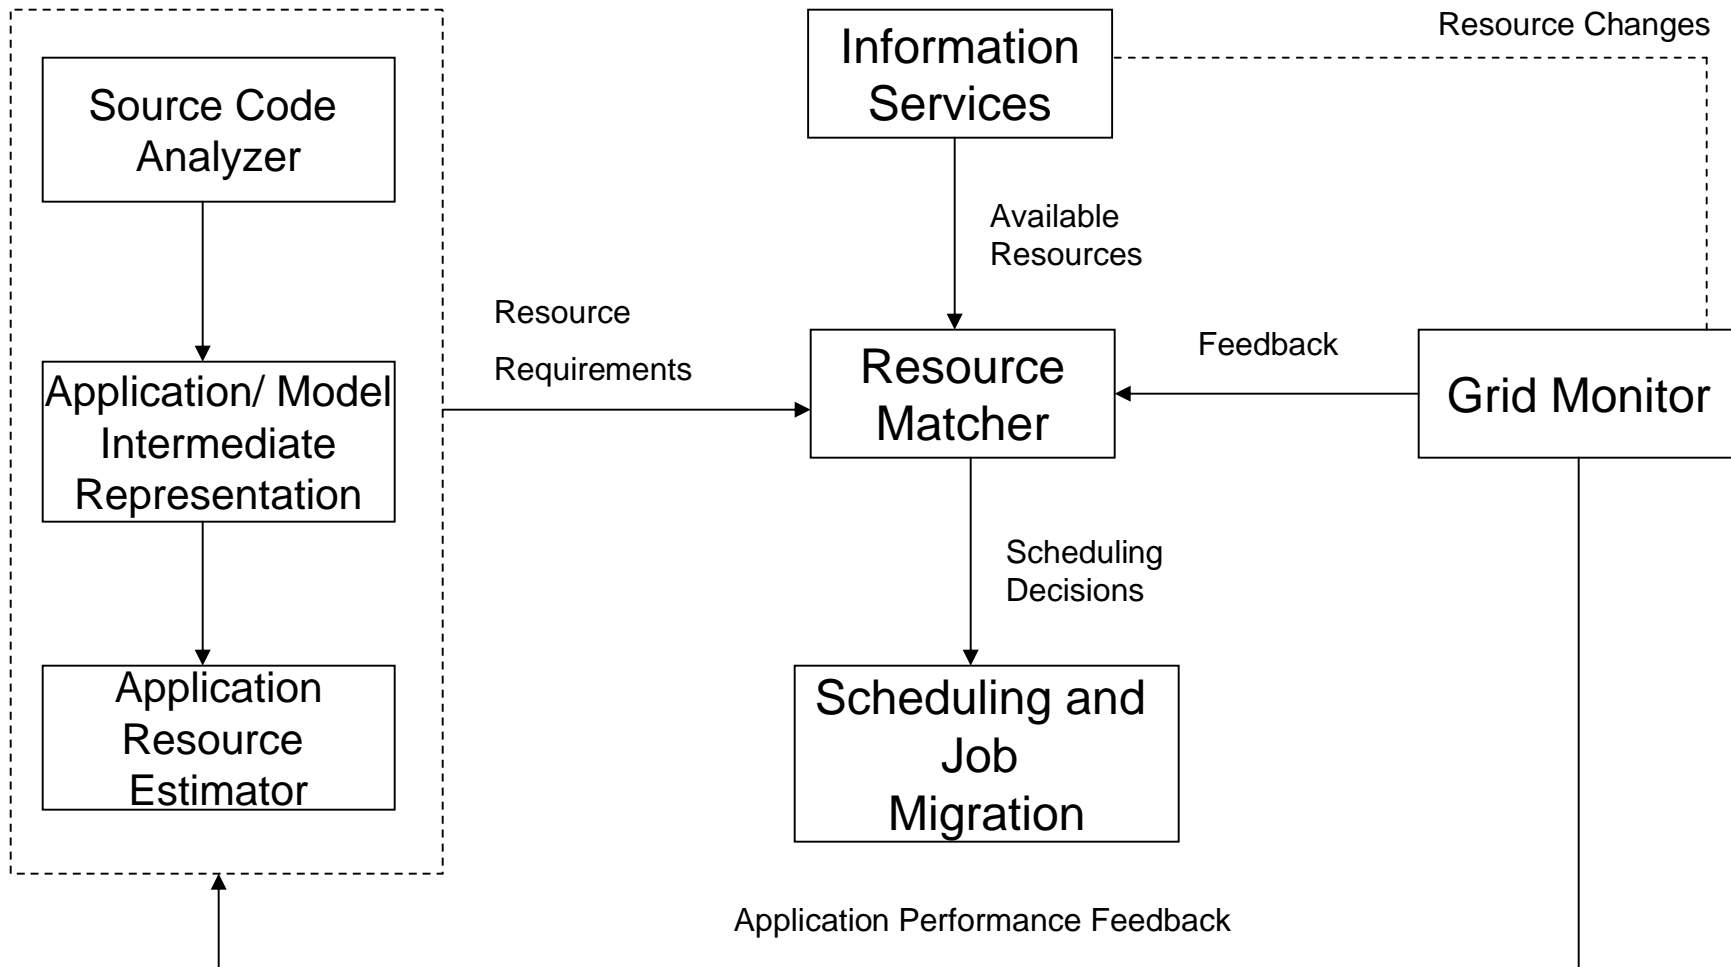 Source Code
Analyzer
Application/ Model
Intermediate
Representation
Application
Resource
Estimator
Resource
Requirements
Information
Services
Available
Resources
Resource
Matcher
Scheduling
Decisions
Scheduling and
Job
Migration
Resource Changes
Feedback
Grid Monitor
Application Performance Feedback